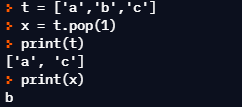 > t = ['a','b','c']
> x = t.pop(1)
> print(t)
['a', 'c']
> print(x)
b